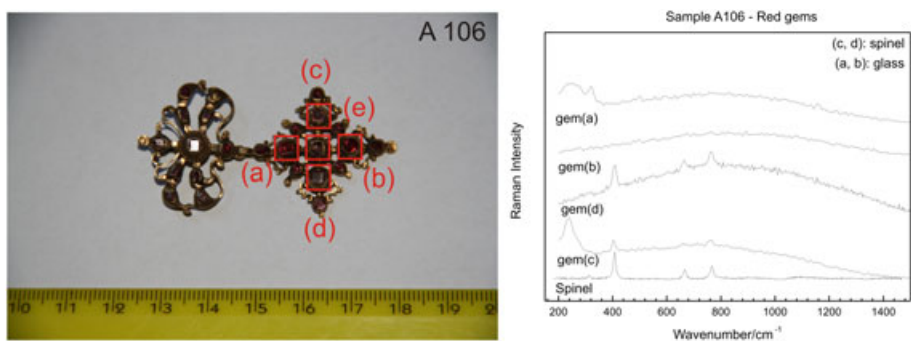 A 106
(c)
(e)
(a)
(b)
(d)
10 11 12 13 14 15 16 17 18 19 2
Sample A106 - Red gems
(c, d): spinel
(a, b): glass
gem(a)
gem(b)
gem(d)
gem(c)
Spinel
Raman Intensity
200 400 600 800 1000 1200 1400
Wavenumber/cm⁻¹